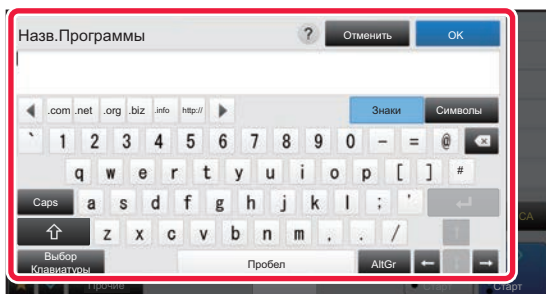 Назв.Программы ? Отменить OK
.com .net .org .biz .info http:// Знаки Символы
` 1 2 3 4 5 6 7 8 9 0 - = @
q w e r t y u i o p [ ] #
Caps a s d f g h j k l ; '
z x c v b n m , . /
Выбор Клавиатуры Пробел AltGr
CA
Прочие Старт Старт